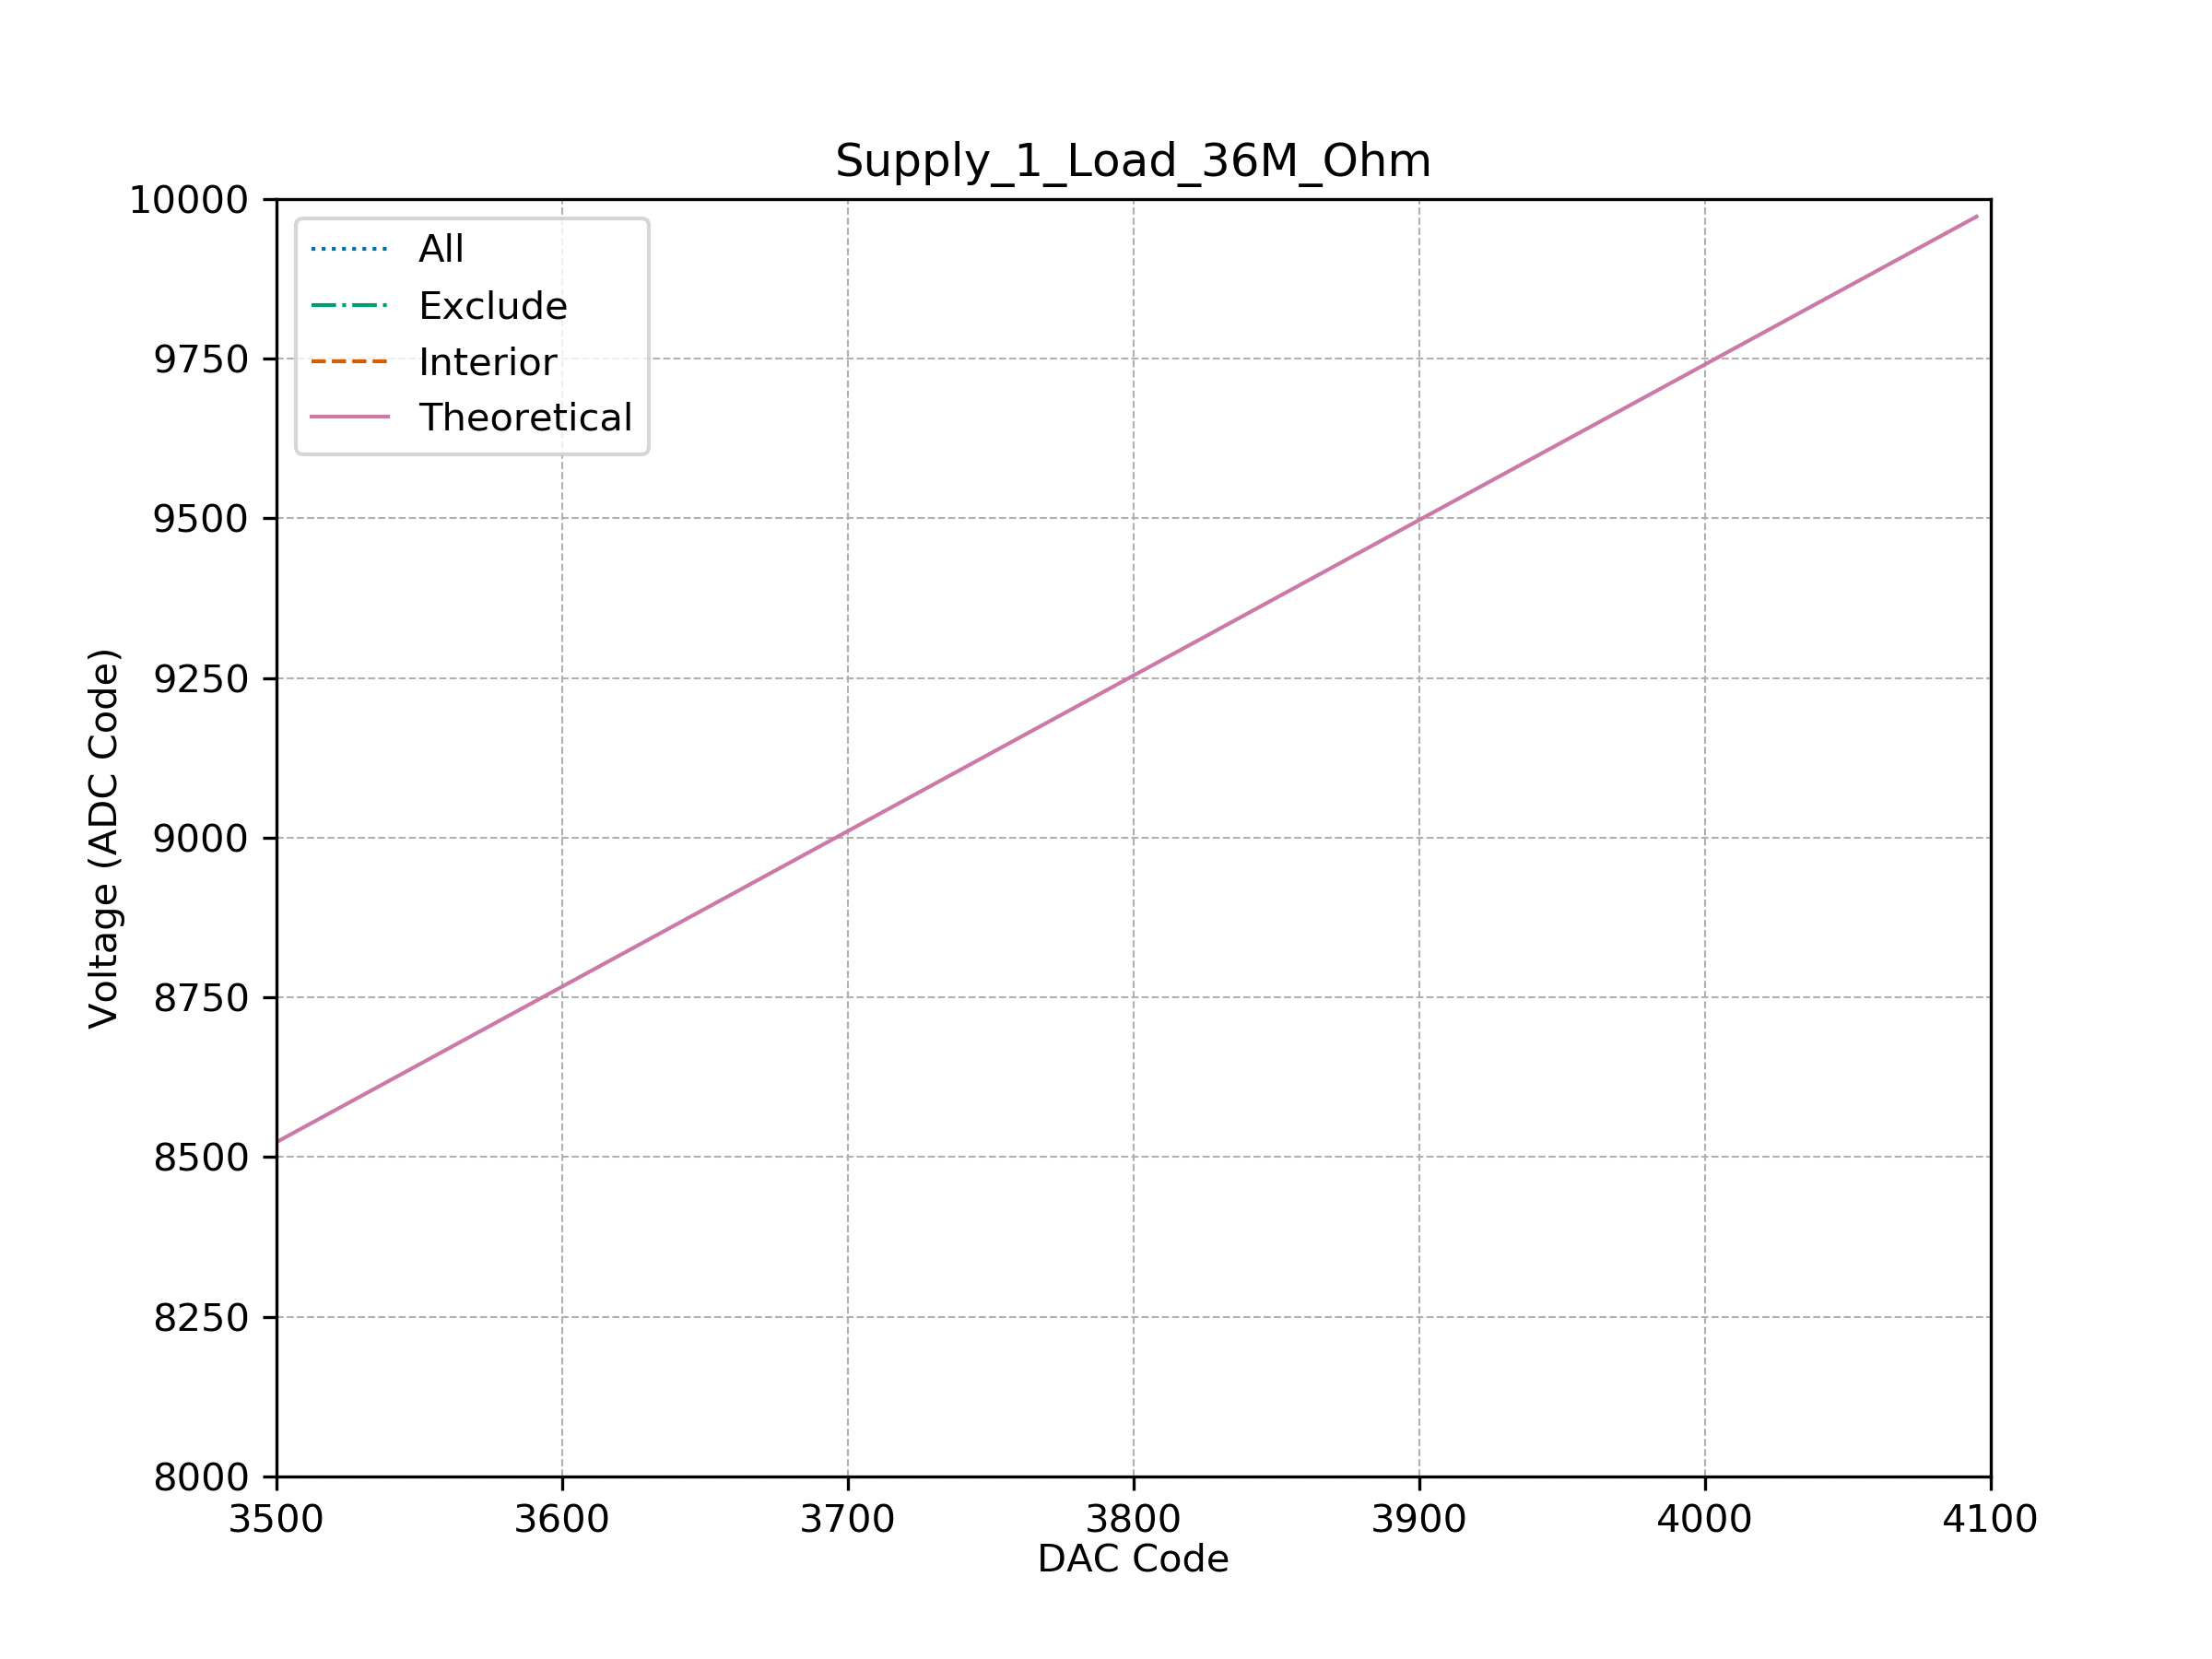 Supply_1_Load_36M_Ohm
10000
9750
9500
9250
9000
8750
8500
8250
8000
Voltage (ADC Code)
All
Exclude
Interior
Theoretical
3500 3600 3700 3800 3900 4000 4100
DAC Code